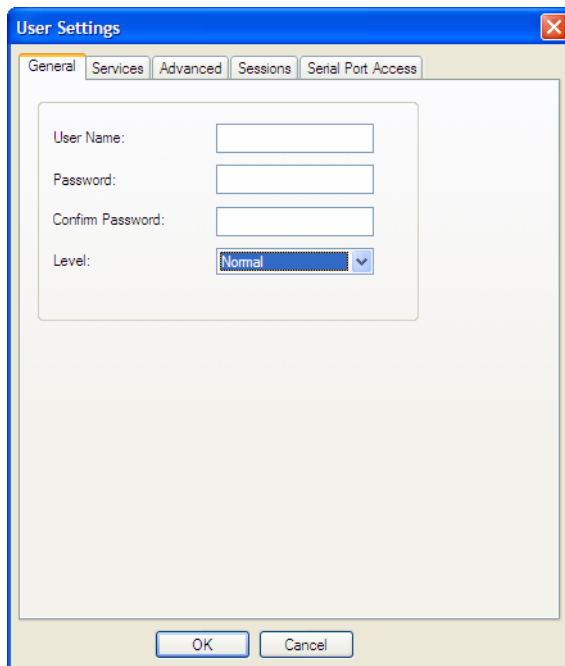 User Settings
General Services Advanced Sessions Serial Port Access
User Name:
Password:
Confirm Password:
Level: Normal
OK Cancel